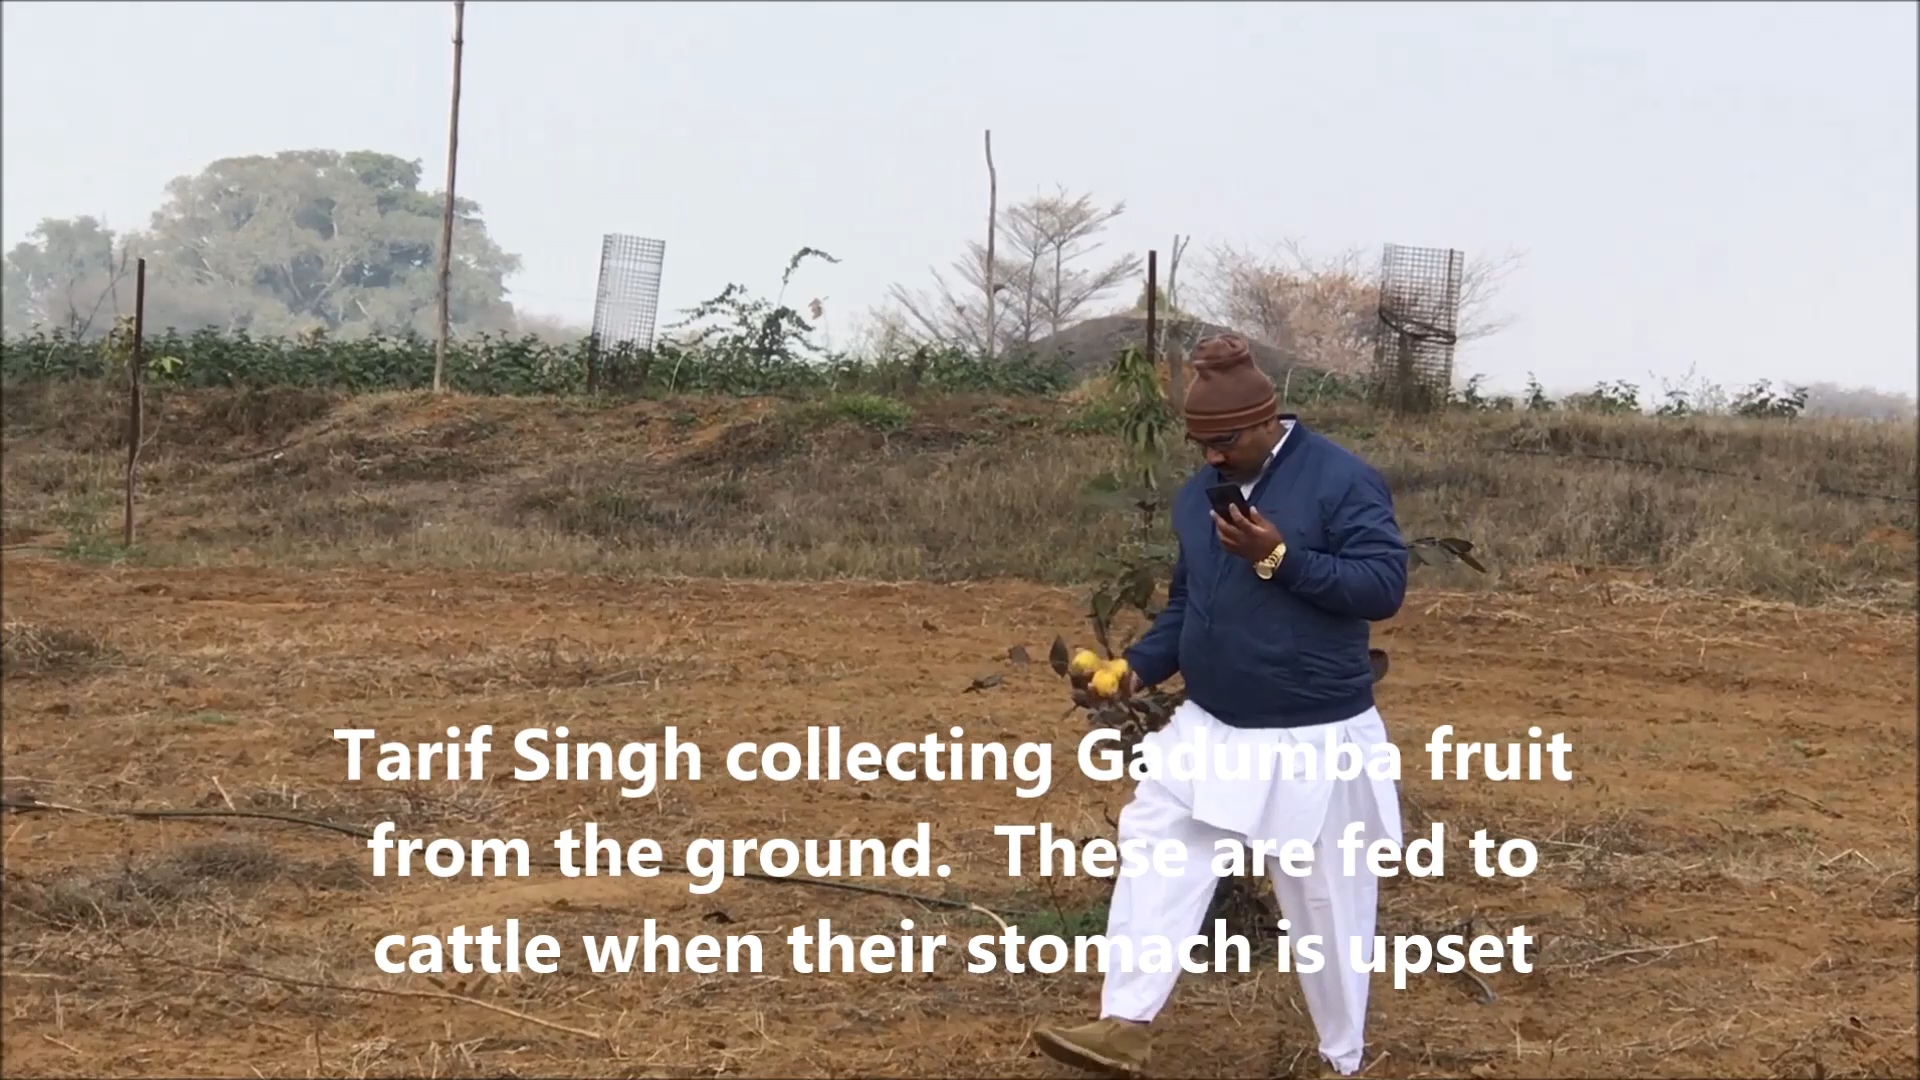 Tarif Singh collecting Gadumba fruit
from the ground.  These are fed to
cattle when their stomach is upset